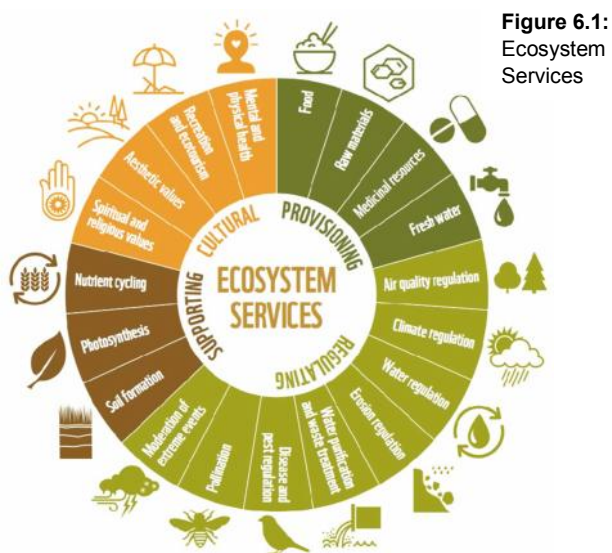 Figure 6.1:
Ecosystem
Services
ECOSYSTEM
SERVICES
PROVISIONING
Food
Raw materials
Medicinal resources
Fresh water
REGULATING
Air quality regulation
Climate regulation
Water regulation
Erosion regulation
Water purification
and waste treatment
Disease and
pest regulation
Pollination
Moderation of
extreme events
SUPPORTING
Soil formation
Photosynthesis
Nutrient cycling
CULTURAL
Spiritual and
religious values
Aesthetic values
Recreation
and ecotourism
Mental and
physical health